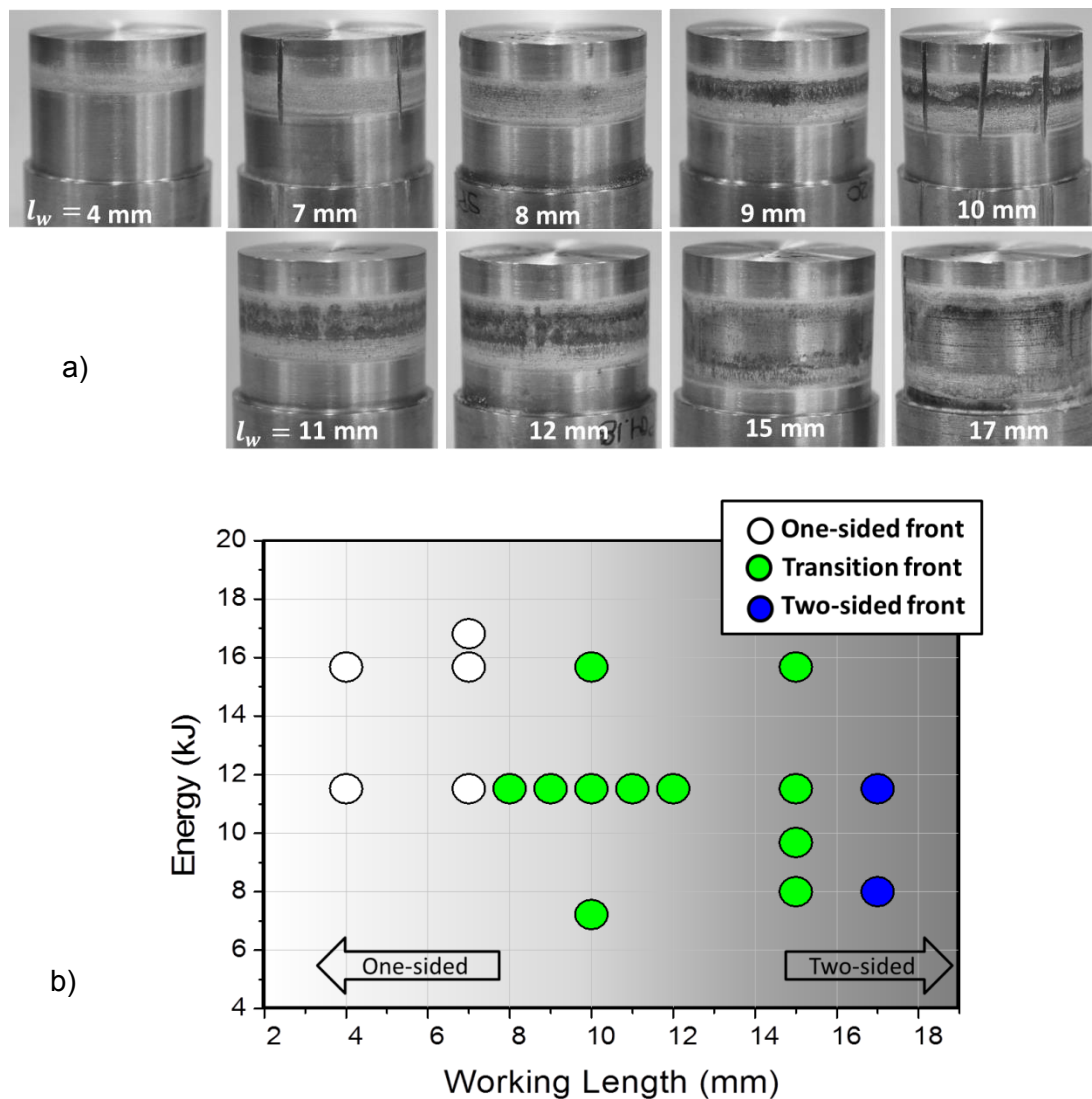 l_w = 4 mm
7 mm
8 mm
9 mm
10 mm
l_w = 11 mm
12 mm
15 mm
17 mm
a)
One-sided front
Transition front
Two-sided front
20
18
16
14
12
10
8
6
4
Energy (kJ)
One-sided
Two-sided
b)
2 4 6 8 10 12 14 16 18
Working Length (mm)